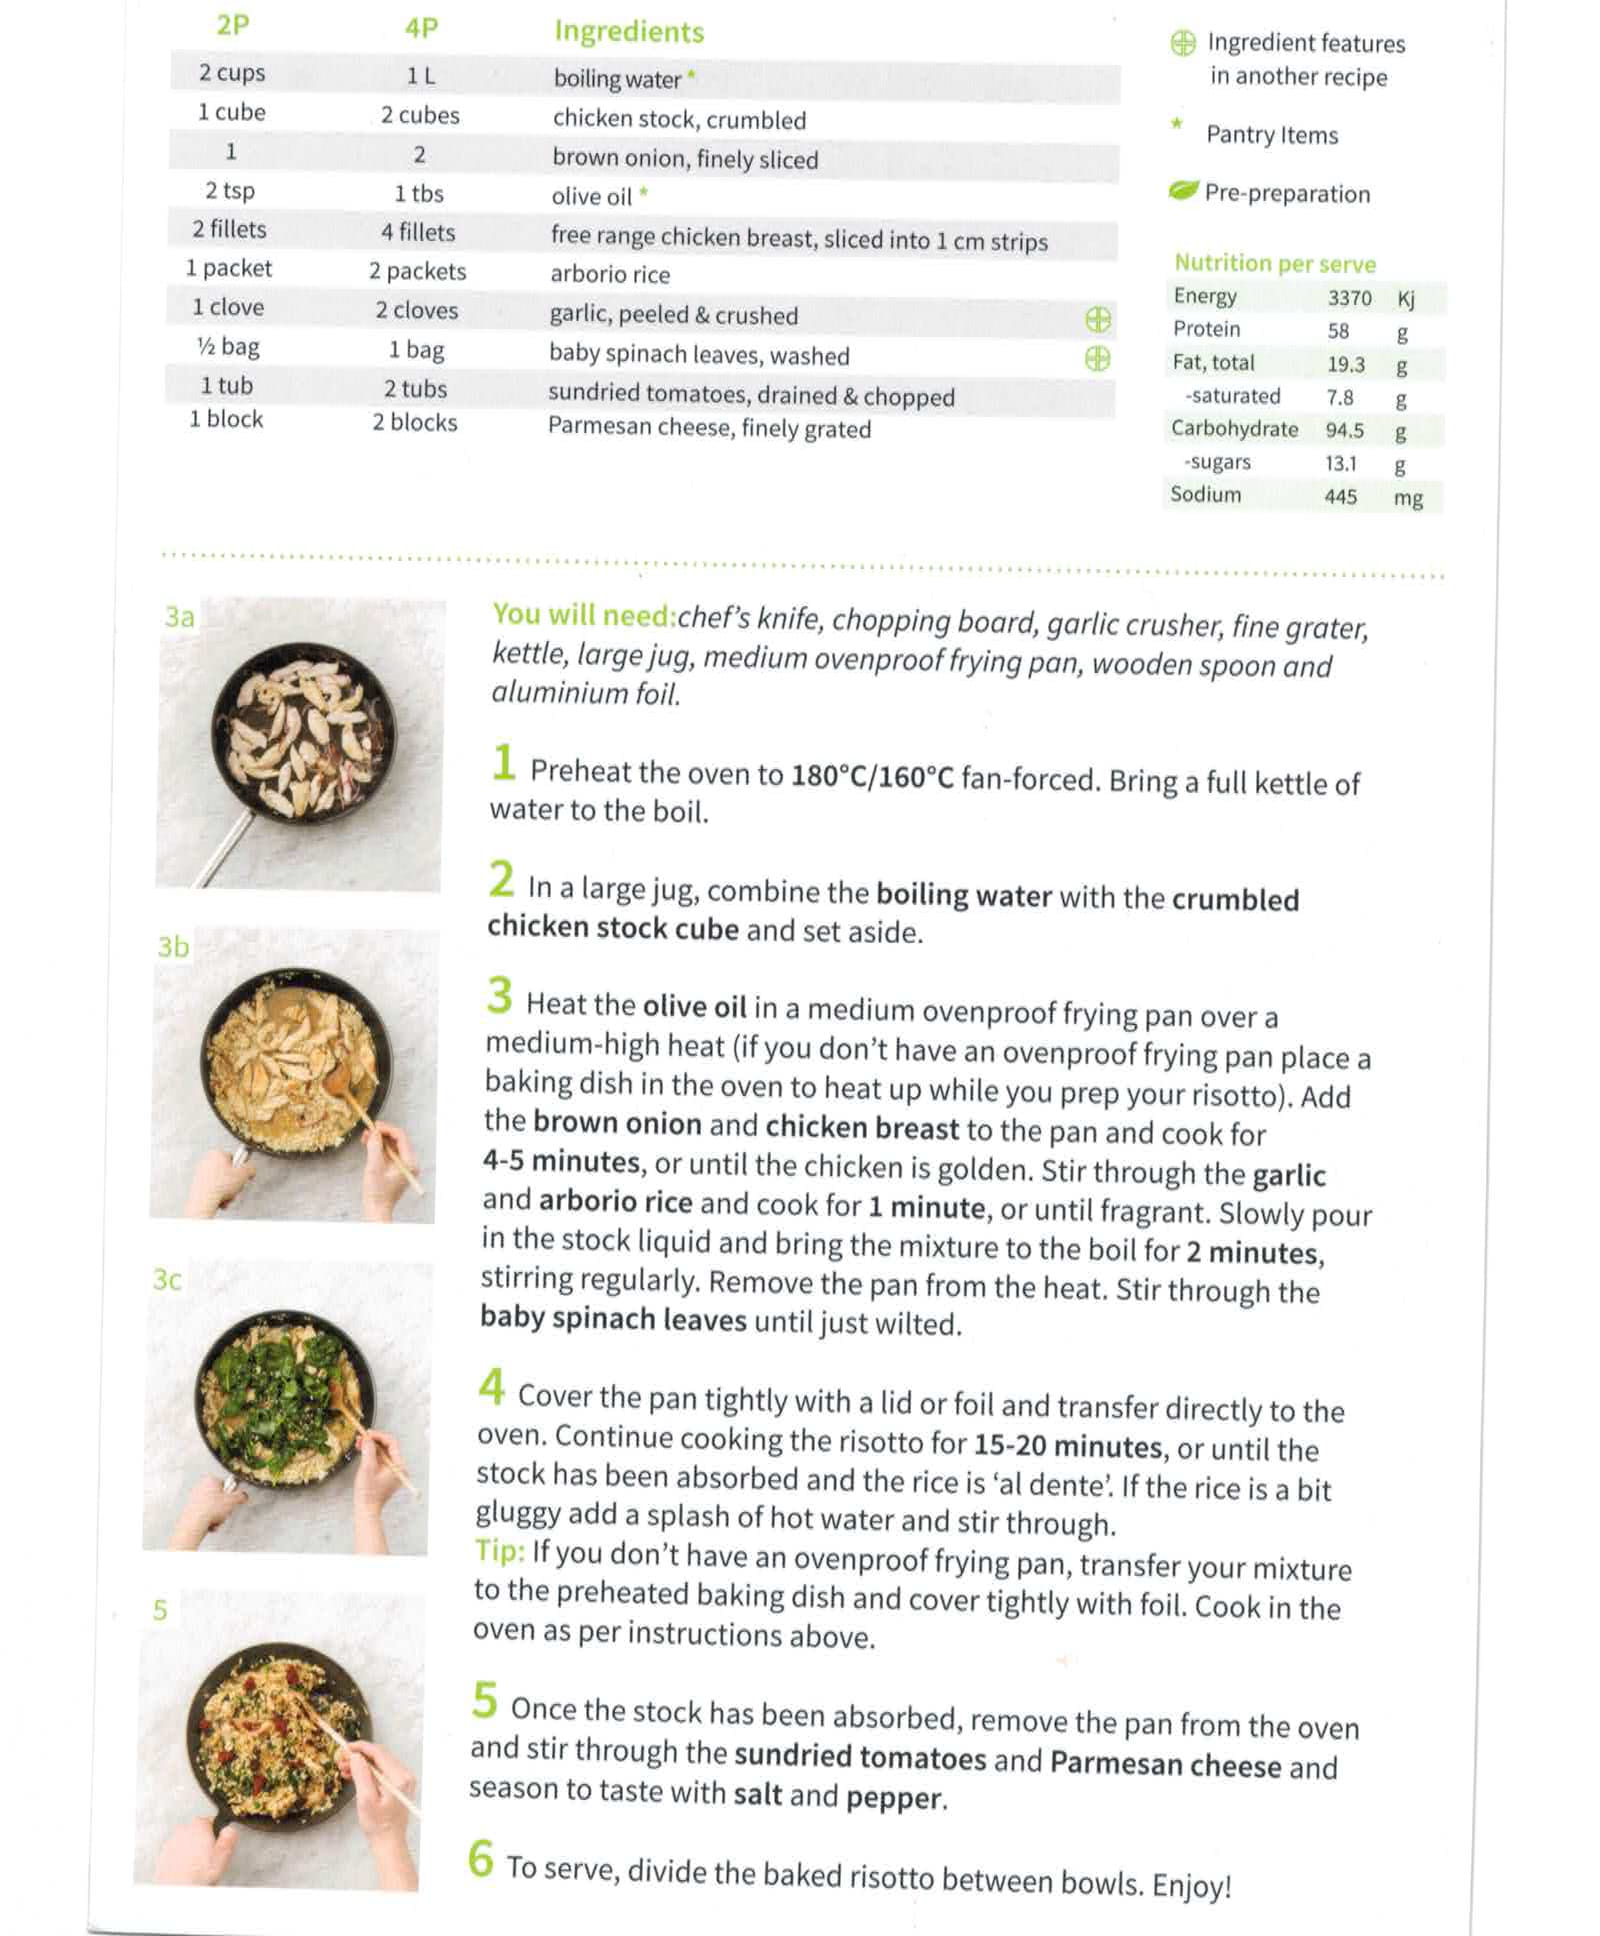 2P 4P Ingredients
2 cups 1 L boiling water *
1 cube 2 cubes chicken stock, crumbled
1 2 brown onion, finely sliced
2 tsp 1 tbs olive oil *
2 fillets 4 fillets free range chicken breast, sliced into 1 cm strips
1 packet 2 packets arborio rice
1 clove 2 cloves garlic, peeled & crushed
½ bag 1 bag baby spinach leaves, washed
1 tub 2 tubs sundried tomatoes, drained & chopped
1 block 2 blocks Parmesan cheese, finely grated
Ingredient features
in another recipe
* Pantry Items
Pre-preparation
Nutrition per serve
Energy 3370 Kj
Protein 58 g
Fat, total 19.3 g
-saturated 7.8 g
Carbohydrate 94.5 g
-sugars 13.1 g
Sodium 445 mg
3a
3b
3c
5
You will need:chef's knife, chopping board, garlic crusher, fine grater,
kettle, large jug, medium ovenproof frying pan, wooden spoon and
aluminium foil.
1 Preheat the oven to 180°C/160°C fan-forced. Bring a full kettle of
water to the boil.
2 In a large jug, combine the boiling water with the crumbled
chicken stock cube and set aside.
3 Heat the olive oil in a medium ovenproof frying pan over a
medium-high heat (if you don't have an ovenproof frying pan place a
baking dish in the oven to heat up while you prep your risotto). Add
the brown onion and chicken breast to the pan and cook for
4-5 minutes, or until the chicken is golden. Stir through the garlic
and arborio rice and cook for 1 minute, or until fragrant. Slowly pour
in the stock liquid and bring the mixture to the boil for 2 minutes,
stirring regularly. Remove the pan from the heat. Stir through the
baby spinach leaves until just wilted.
4 Cover the pan tightly with a lid or foil and transfer directly to the
oven. Continue cooking the risotto for 15-20 minutes, or until the
stock has been absorbed and the rice is 'al dente'. If the rice is a bit
gluggy add a splash of hot water and stir through.
Tip: If you don't have an ovenproof frying pan, transfer your mixture
to the preheated baking dish and cover tightly with foil. Cook in the
oven as per instructions above.
5 Once the stock has been absorbed, remove the pan from the oven
and stir through the sundried tomatoes and Parmesan cheese and
season to taste with salt and pepper.
6 To serve, divide the baked risotto between bowls. Enjoy!